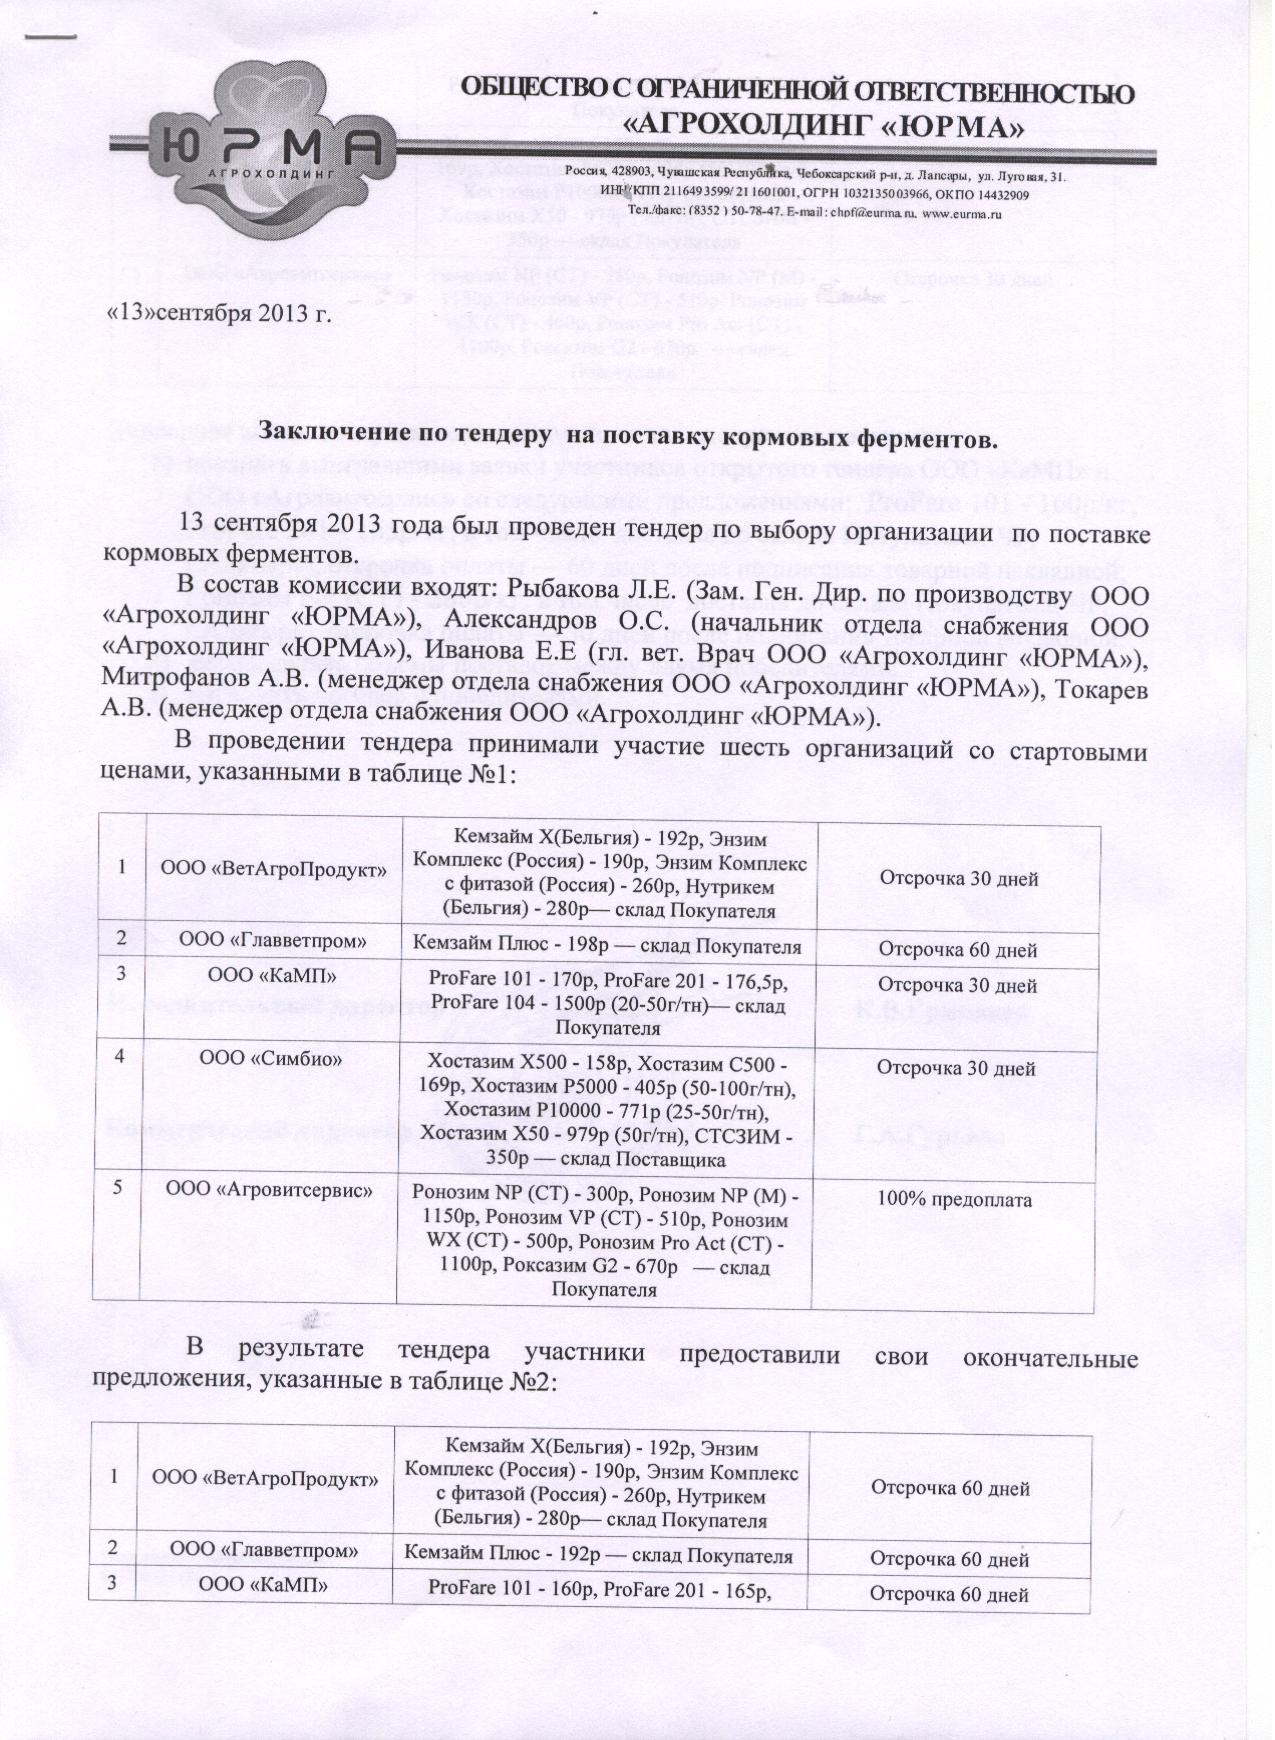 ЮРМА
АГРОХОЛДИНГ
ОБЩЕСТВО С ОГРАНИЧЕННОЙ ОТВЕТСТВЕННОСТЬЮ
«АГРОХОЛДИНГ «ЮРМА»
Россия, 428903, Чувашская Республика, Чебоксарский р-н, д. Лапсары, ул. Луговая, 31.
ИНН/КПП 2116493599/211601001, ОГРН 1032135003966, ОКПО 14432909
Тел./факс: (8352 ) 50-78-47. E-mail: chpf@eurma.ru. www.eurma.ru
«13»сентября 2013 г.
Заключение по тендеру на поставку кормовых ферментов.
13 сентября 2013 года был проведен тендер по выбору организации по поставке
кормовых ферментов.
В состав комиссии входят: Рыбакова Л.Е. (Зам. Ген. Дир. по производству ООО
«Агрохолдинг «ЮРМА»), Александров О.С. (начальник отдела снабжения ООО
«Агрохолдинг «ЮРМА»), Иванова Е.Е (гл. вет. Врач ООО «Агрохолдинг «ЮРМА»),
Митрофанов А.В. (менеджер отдела снабжения ООО «Агрохолдинг «ЮРМА»), Токарев
А.В. (менеджер отдела снабжения ООО «Агрохолдинг «ЮРМА»).
В проведении тендера принимали участие шесть организаций со стартовыми
ценами, указанными в таблице №1:
1 ООО «ВетАгроПродукт» Кемзайм Х(Бельгия) - 192р, Энзим
Комплекс (Россия) - 190р, Энзим Комплекс
с фитазой (Россия) - 260р, Нутрикем
(Бельгия) - 280р— склад Покупателя
Отсрочка 30 дней
2 ООО «Главветпром» Кемзайм Плюс - 198р — склад Покупателя Отсрочка 60 дней
3 ООО «КаМП» ProFare 101 - 170р, ProFare 201 - 176,5р, Отсрочка 30 дней
ProFare 104 - 1500р (20-50г/тн)— склад
Покупателя
4 ООО «Симбио» Хостазим Х500 - 158р, Хостазим С500 - Отсрочка 30 дней
169р, Хостазим Р5000 - 405р (50-100г/тн),
Хостазим Р10000 - 771р (25-50г/тн),
Хостазим Х50 - 979р (50г/тн), СТСЗИМ -
350р — склад Поставщика
5 ООО «Агровитсервис» Ронозим NP (СТ) - 300р, Ронозим NP (М) - 100% предоплата
1150р, Ронозим VP (СТ) - 510р, Ронозим
WX (СТ) - 500р, Ронозим Pro Act (СТ) -
1100р, Роксазим G2 - 670р — склад
Покупателя
В результате тендера участники предоставили свои окончательные
предложения, указанные в таблице №2:
1 ООО «ВетАгроПродукт» Кемзайм Х(Бельгия) - 192р, Энзим
Комплекс (Россия) - 190р, Энзим Комплекс
с фитазой (Россия) - 260р, Нутрикем
(Бельгия) - 280р— склад Покупателя
Отсрочка 60 дней
2 ООО «Главветпром» Кемзайм Плюс - 192р — склад Покупателя Отсрочка 60 дней
3 ООО «КаМП» ProFare 101 - 160р, ProFare 201 - 165р, Отсрочка 60 дней